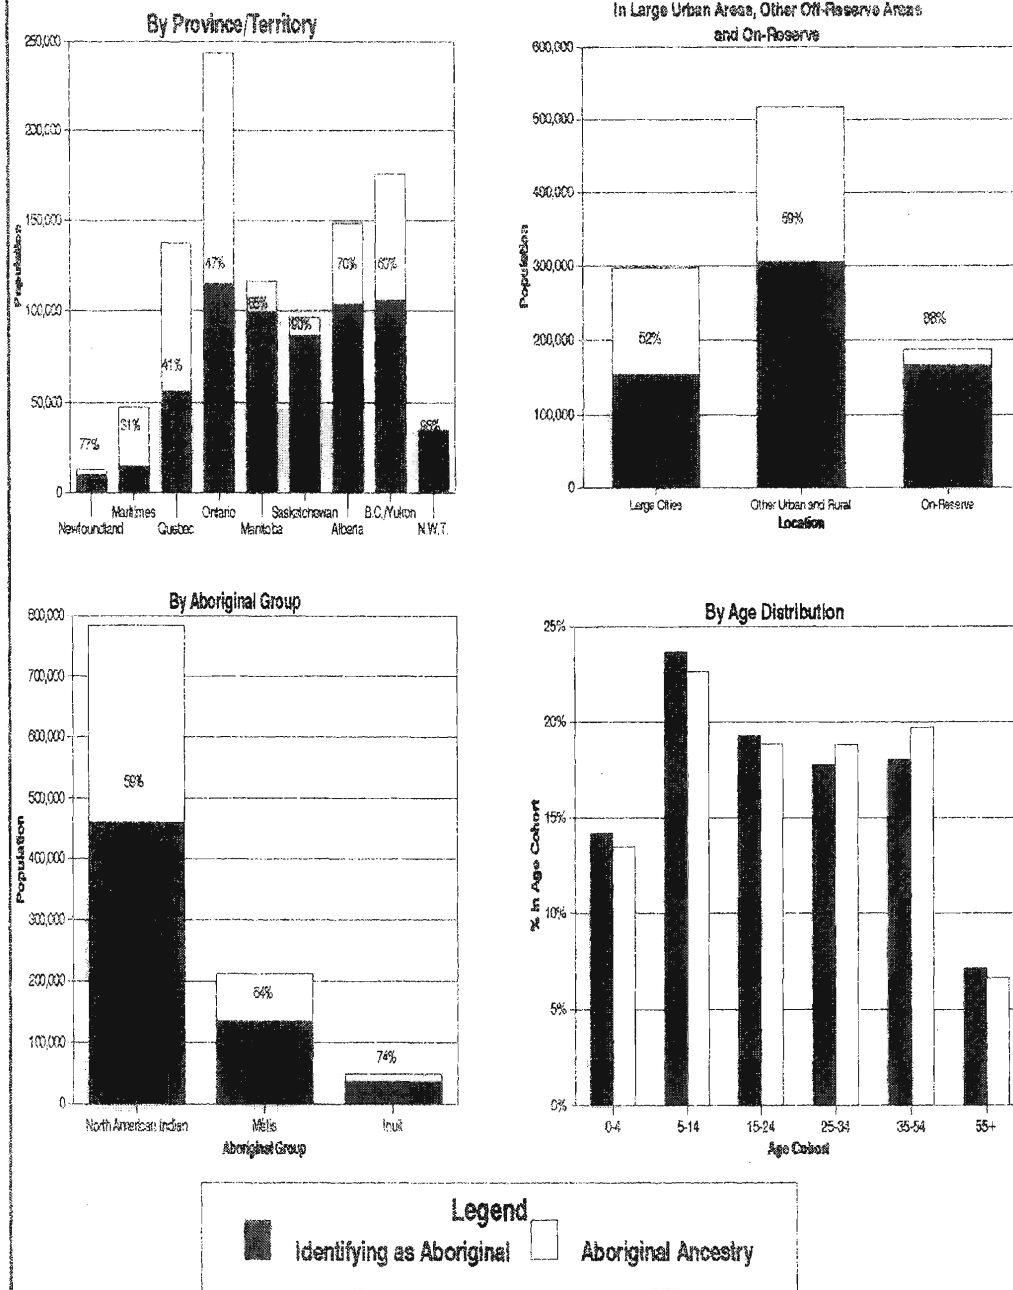 By Province/Territory
250,000
200,000
150,000
100,000
50,000
0
Population
77%
31%
41%
47%
85%
90%
70%
60%
98%
Maritimes Ontario Saskatchewan B.C./Yukon
Newfoundland Quebec Manitoba Alberta N.W.T.
In Large Urban Areas, Other Off-Reserve Areas
and On-Reserve
600,000
500,000
400,000
300,000
200,000
100,000
0
Population
52%
59%
88%
Large Cities Other Urban and Rural On-Reserve
Location
By Aboriginal Group
800,000
700,000
600,000
500,000
400,000
300,000
200,000
100,000
0
Population
59%
64%
74%
North American Indian Métis Inuit
Aboriginal Group
By Age Distribution
25%
20%
15%
10%
5%
0%
% In Age Cohort
0-4 5-14 15-24 25-34 35-54 55+
Age Cohort
Legend
Identifying as Aboriginal Aboriginal Ancestry